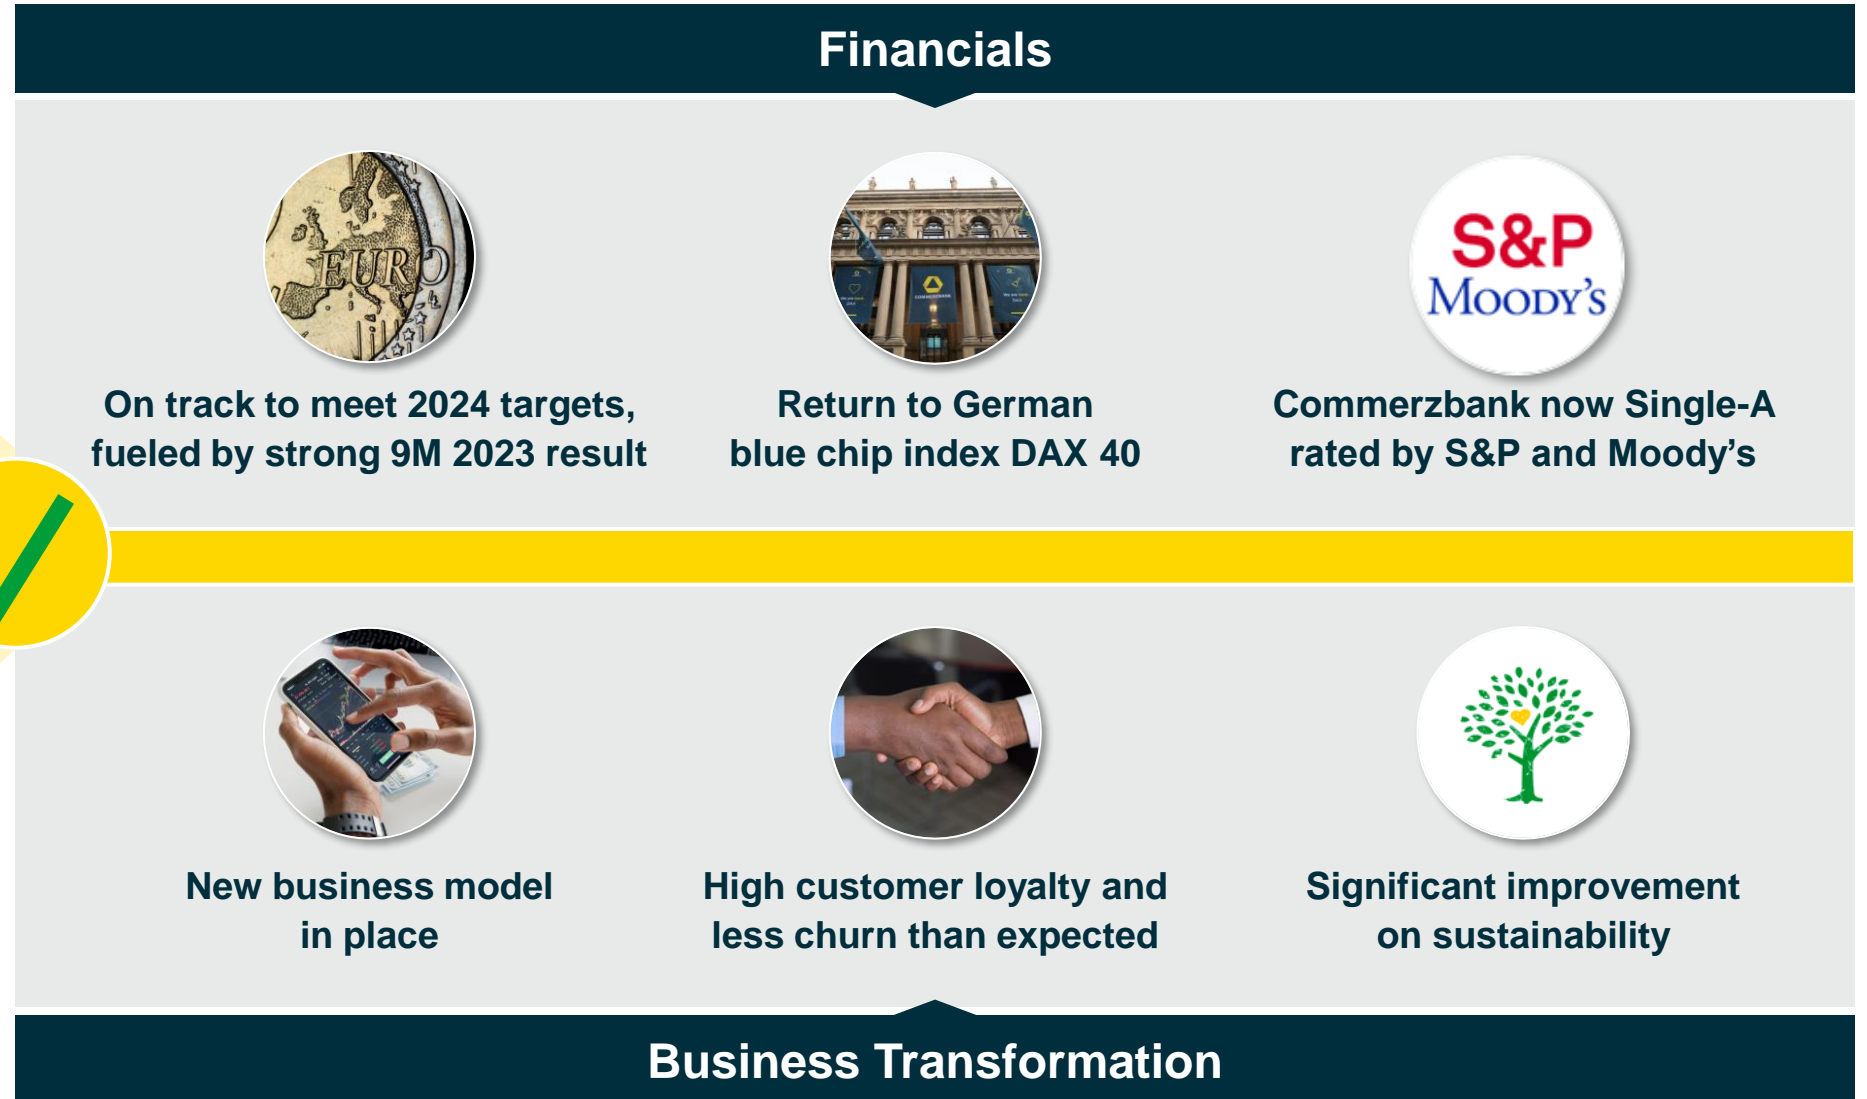 Financials
EURO
COMMERZBANK
S&P
MOODY'S
On track to meet 2024 targets,
fueled by strong 9M 2023 result
Return to German
blue chip index DAX 40
Commerzbank now Single-A
rated by S&P and Moody’s
New business model
in place
High customer loyalty and
less churn than expected
Significant improvement
on sustainability
Business Transformation